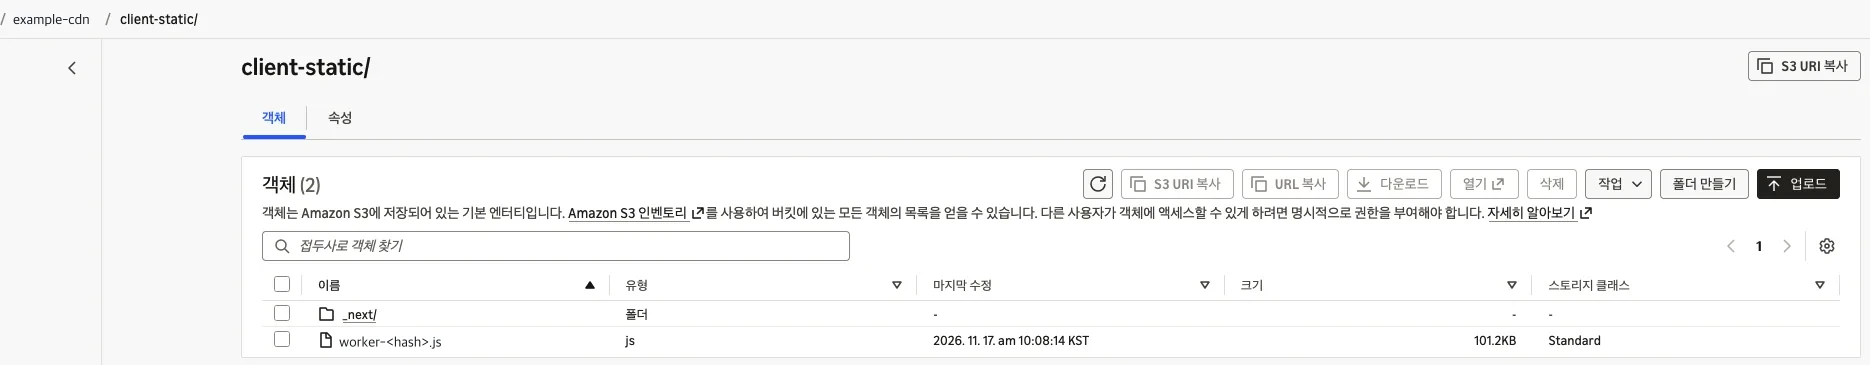 / example-cdn / client-static/
client-static/
S3 URI 복사
객체 속성
객체 (2)
S3 URI 복사 URL 복사 다운로드 열기 삭제 작업 폴더 만들기 업로드
객체는 Amazon S3에 저장되어 있는 기본 엔터티입니다. Amazon S3 인벤토리 를 사용하여 버킷에 있는 모든 객체의 목록을 얻을 수 있습니다. 다른 사용자가 객체에 액세스할 수 있게 하려면 명시적으로 권한을 부여해야 합니다. 자세히 알아보기
접두사로 객체 찾기
1
이름 유형 마지막 수정 크기 스토리지 클래스
_next/ 폴더 - - -
worker-<hash>.js js 2026. 11. 17. am 10:08:14 KST 101.2KB Standard